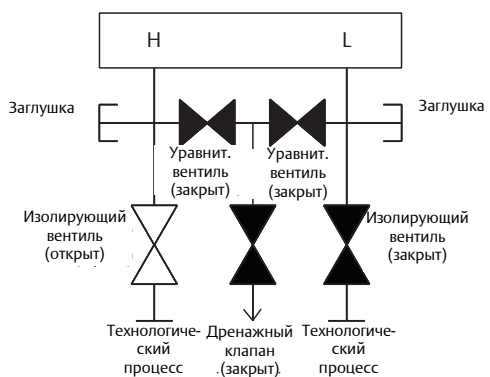 H
L
Заглушка
Заглушка
Уравнит.
вентиль
(закрыт)
Уравнит.
вентиль
(закрыт)
Изолирующий
вентиль
(открыт)
Изолирующий
вентиль
(закрыт)
Технологиче-
ский
процесс
Дренажный
клапан
.(закрыт).
Технологиче-
ский
процесс